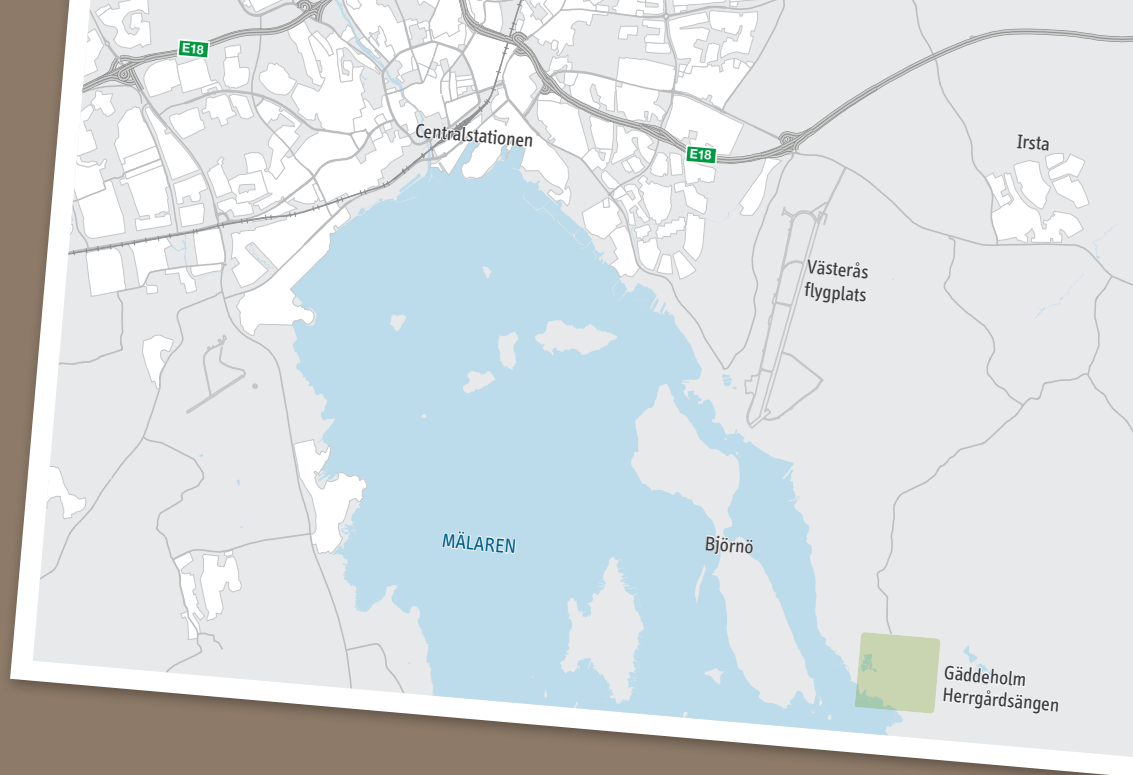 E18
Centralstationen
E18
Irsta
Västerås
flygplats
MÄLAREN
Björnö
Gäddeholm
Herrgårdsängen